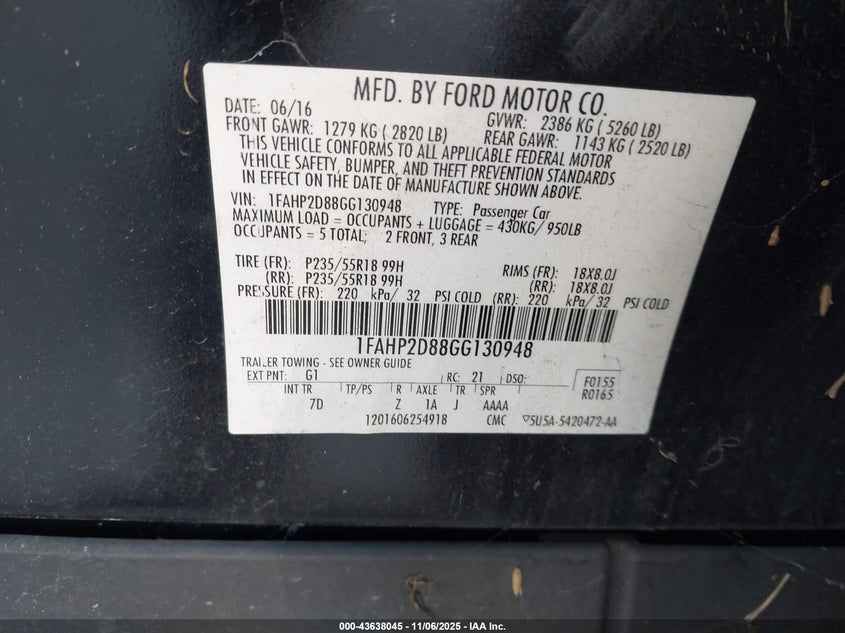 MFD. BY FORD MOTOR CO.
DATE: 06/16 GVWR: 2386 KG ( 5260 LB)
FRONT GAWR: 1279 KG ( 2820 LB) REAR GAWR: 1143 KG ( 2520 LB)
THIS VEHICLE CONFORMS TO ALL APPLICABLE FEDERAL MOTOR
VEHICLE SAFETY, BUMPER, AND THEFT PREVENTION STANDARDS
IN EFFECT ON THE DATE OF MANUFACTURE SHOWN ABOVE.
VIN: 1FAHP2D88GG130948 TYPE: Passenger Car
MAXIMUM LOAD = OCCUPANTS + LUGGAGE = 430KG/ 950LB
OCCUPANTS = 5 TOTAL; 2 FRONT, 3 REAR
TIRE (FR): P235/55R18 99H RIMS (FR): 18X8.0J
(RR): P235/55R18 99H (RR): 18X8.0J
PRESSURE (FR): 220 kPa/ 32 PSI COLD (RR): 220 kPa/ 32 PSI COLD
1FAHP2D88GG130948
TRAILER TOWING - SEE OWNER GUIDE
EXT PNT: G1 RC: 21 DSO: F0155
INT TR TP/PS R AXLE TR SPR R0165
7D Z 1A J AAAA
1201606254918 CMC SU5A-5420472-AA
000-43638045 - 11/06/2025 - IAA Inc.